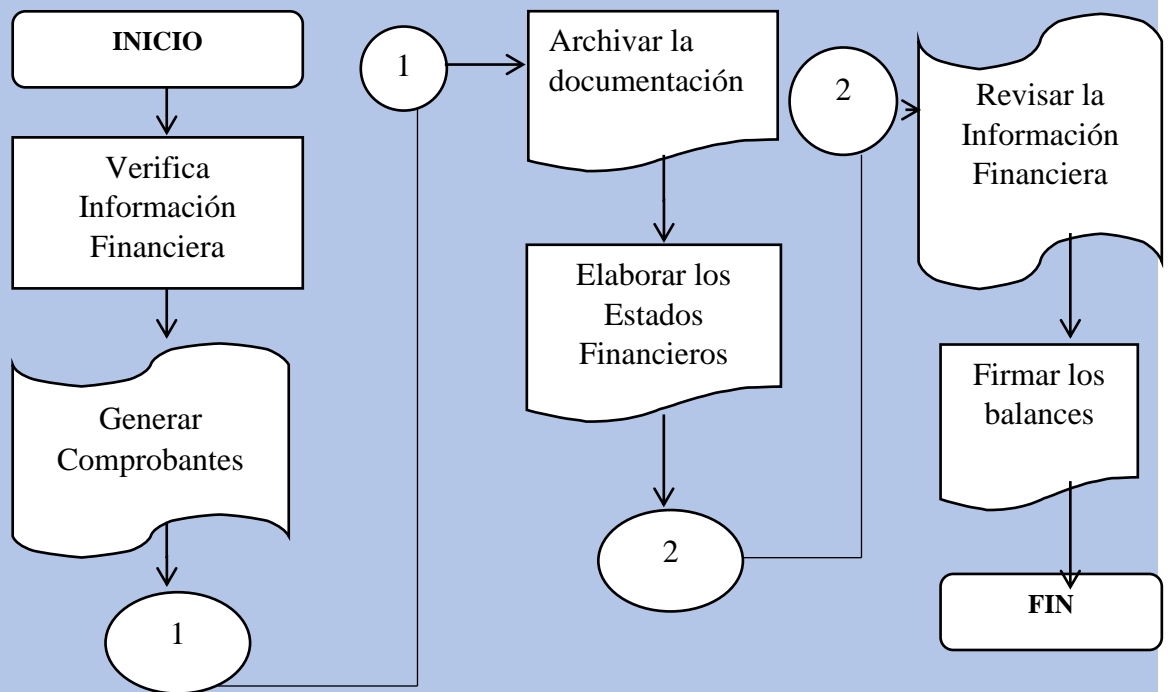 INICIO
Verifica
Información
Financiera
Generar
Comprobantes
1
1
Archivar la
documentación
Elaborar los
Estados
Financieros
2
2
Revisar la
Información
Financiera
Firmar los
balances
FIN